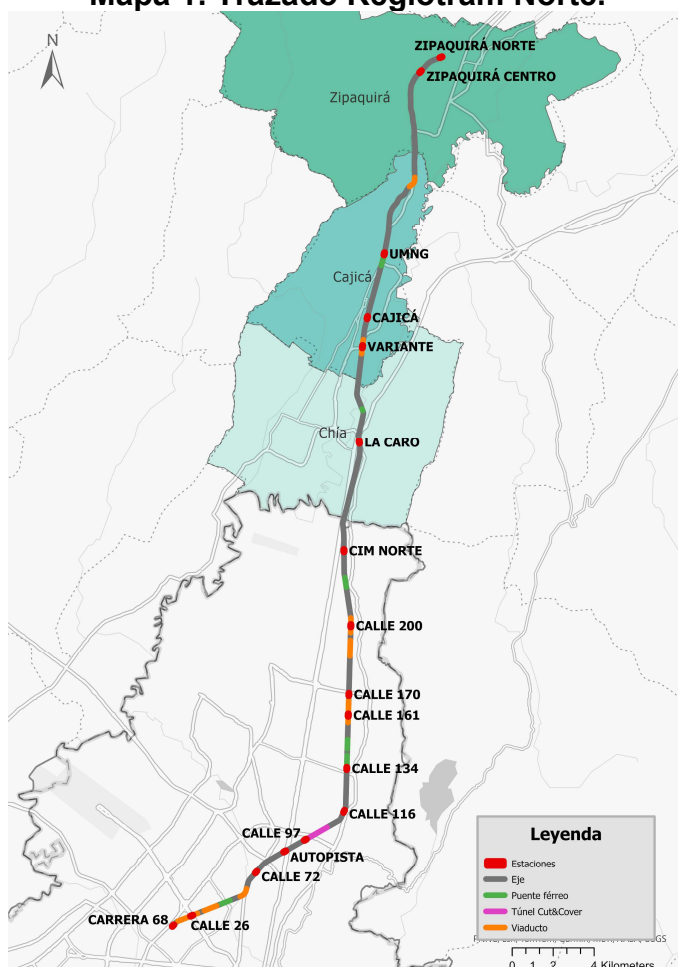 Mapa 1. Trazado Regiotram Norte.
N
ZIPAQUIRÁ NORTE
ZIPAQUIRÁ CENTRO
Zipaquirá
UMNG
Cajicá
CAJICÁ
VARIANTE
Chía
LA CARO
CIM NORTE
CALLE 200
CALLE 170
CALLE 161
CALLE 134
CALLE 116
CALLE 97
AUTOPISTA
CALLE 72
CARRERA 68
CALLE 26
Leyenda
Estaciones
Eje
Puente férreo
Túnel Cut&Cover
Viaducto
USGS
0 1 2 4 Kilometers